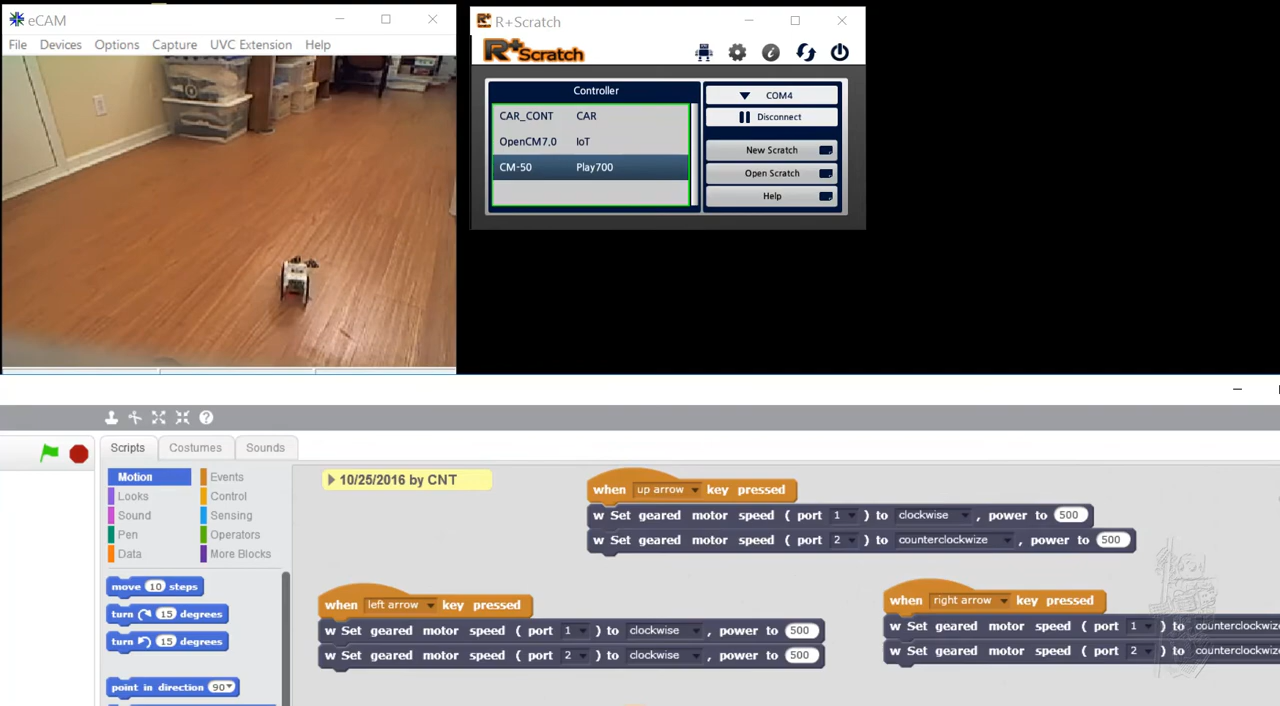 eCAM
File Devices Options Capture UVC Extension Help
R+Scratch
R+Scratch
Controller
CAR_CONT CAR
OpenCM7.0 IoT
CM-50 Play700
COM4
Disconnect
New Scratch
Open Scratch
Help
Scripts Costumes Sounds
Motion
Looks
Sound
Pen
Data
Events
Control
Sensing
Operators
More Blocks
move 10 steps
turn 15 degrees
turn 15 degrees
point in direction 90
10/25/2016 by CNT
when up arrow key pressed
w Set geared motor speed ( port 1 ) to clockwise , power to 500
w Set geared motor speed ( port 2 ) to counterclockwize , power to 500
when left arrow key pressed
w Set geared motor speed ( port 1 ) to clockwise , power to 500
w Set geared motor speed ( port 2 ) to clockwise , power to 500
when right arrow key pressed
w Set geared motor speed ( port 1 ) to counterclockwize
w Set geared motor speed ( port 2 ) to counterclockwize